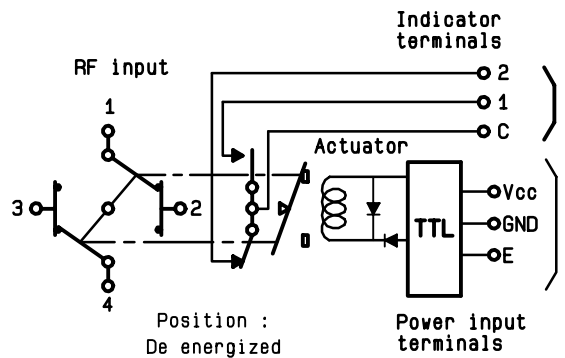 Indicator
terminals
RF input
2
1
1
C
Actuator
3
2
Vcc
GND
TTL
E
4
Position :
De energized
Power input
terminals